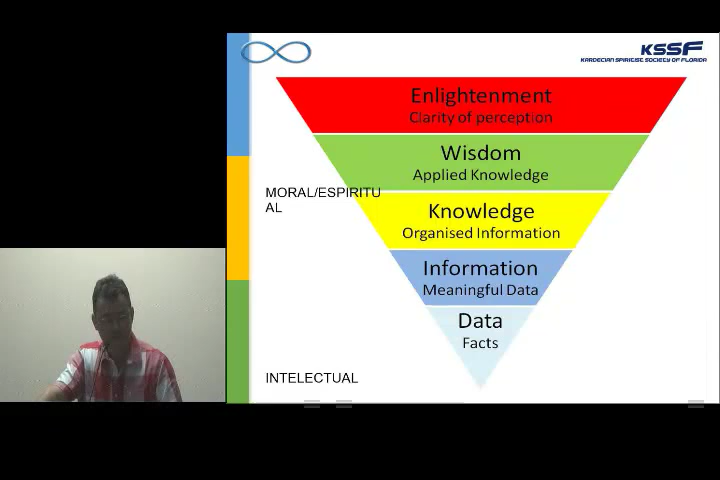 KSSF
KARDECIAN SPIRITIST SOCIETY OF FLORIDA
Enlightenment
Clarity of perception
Wisdom
Applied Knowledge
MORAL/ESPIRITU
AL
Knowledge
Organised Information
Information
Meaningful Data
Data
Facts
INTELECTUAL